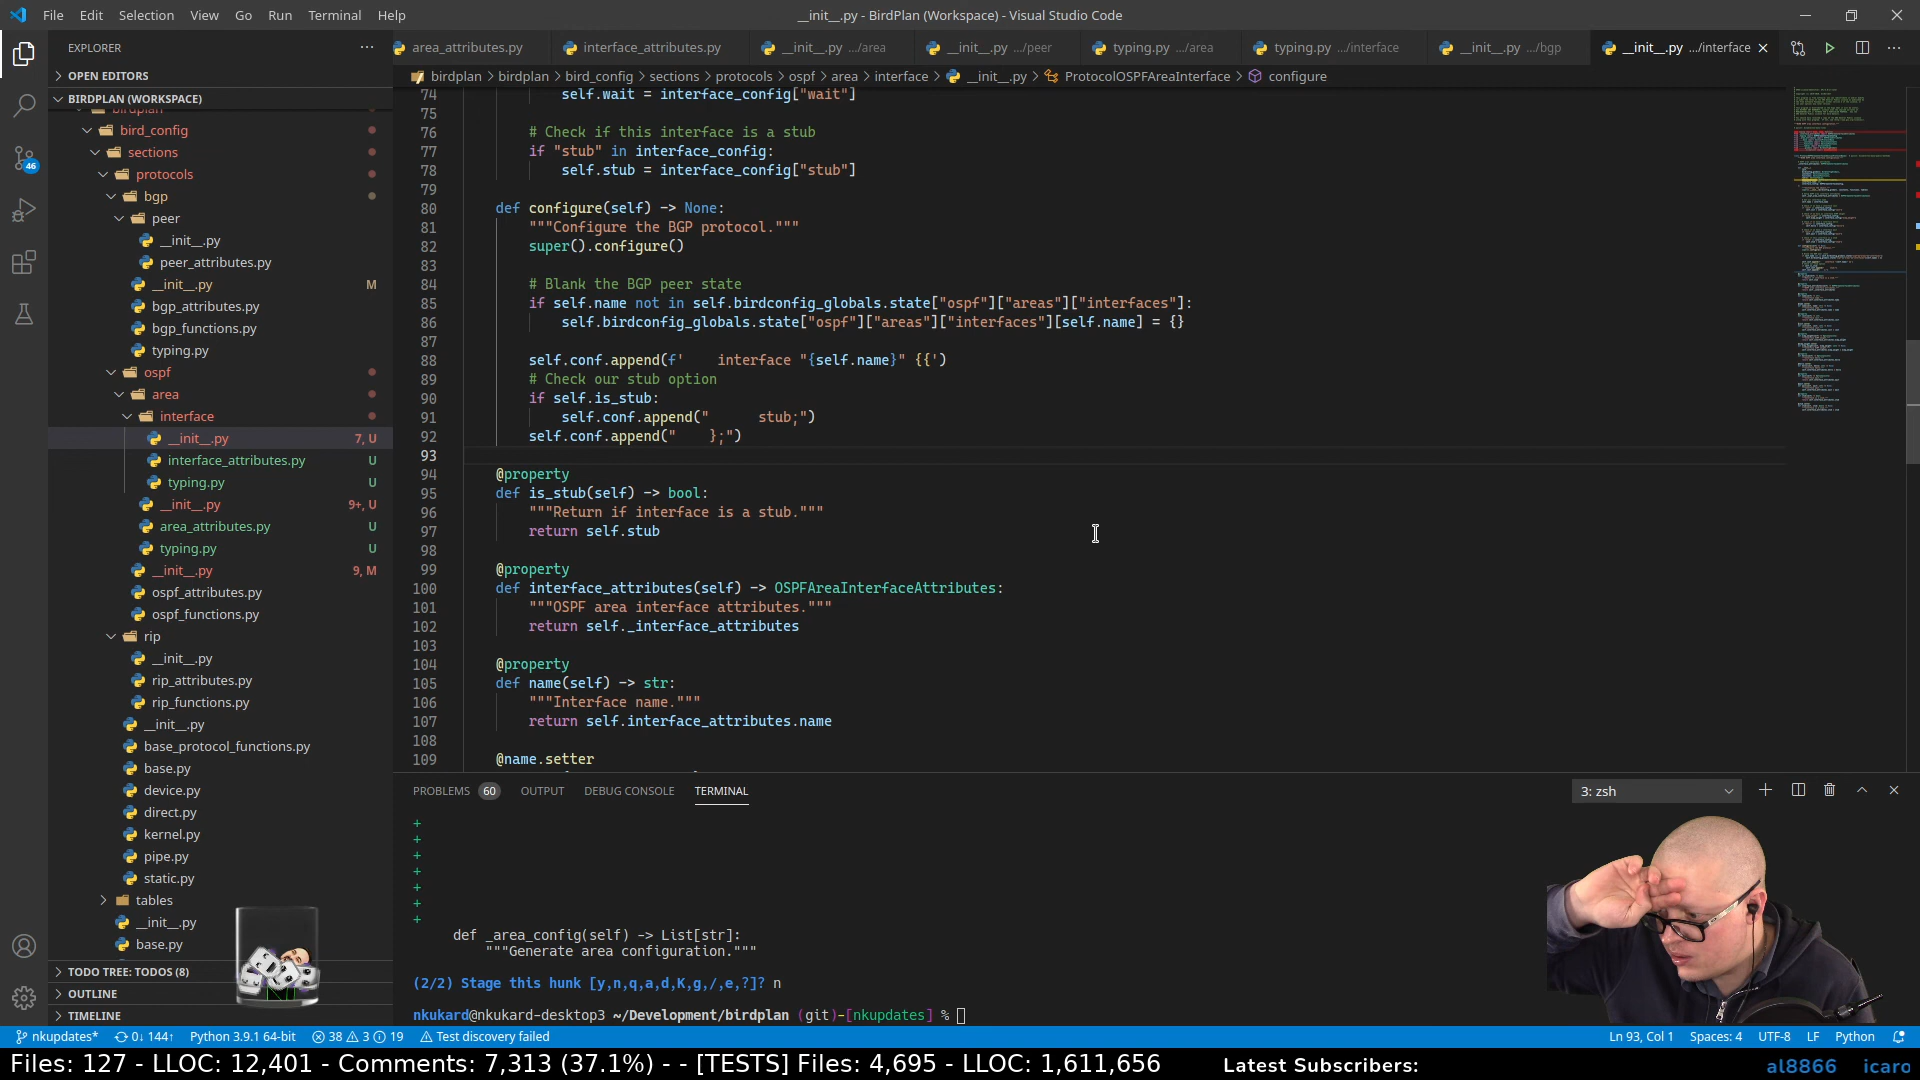 File Edit Selection View Go Run Terminal Help
__init__.py - BirdPlan (Workspace) - Visual Studio Code
EXPLORER
OPEN EDITORS
BIRDPLAN (WORKSPACE)
birdplan
bird_config
sections
protocols
bgp
peer
__init__.py
peer_attributes.py
__init__.py M
bgp_attributes.py
bgp_functions.py
typing.py
ospf
area
interface
__init__.py 7, U
interface_attributes.py U
typing.py U
__init__.py 9+, U
area_attributes.py U
typing.py U
__init__.py 9, M
ospf_attributes.py
ospf_functions.py
rip
__init__.py
rip_attributes.py
rip_functions.py
__init__.py
base_protocol_functions.py
base.py
device.py
direct.py
kernel.py
pipe.py
static.py
tables
__init__.py
base.py
TODO TREE: TODOS (8)
OUTLINE
TIMELINE
46
area_attributes.py interface_attributes.py __init__.py .../area __init__.py .../peer typing.py .../area typing.py .../interface __init__.py .../bgp __init__.py .../interface
birdplan > birdplan > bird_config > sections > protocols > ospf > area > interface > __init__.py > ProtocolOSPFAreaInterface > configure
74 self.wait = interface_config["wait"]
75
76 # Check if this interface is a stub
77 if "stub" in interface_config:
78 self.stub = interface_config["stub"]
79
80 def configure(self) -> None:
81 """Configure the BGP protocol."""
82 super().configure()
83
84 # Blank the BGP peer state
85 if self.name not in self.birdconfig_globals.state["ospf"]["areas"]["interfaces"]:
86 self.birdconfig_globals.state["ospf"]["areas"]["interfaces"][self.name] = {}
87
88 self.conf.append(f'    interface "{self.name}" {{')
89 # Check our stub option
90 if self.is_stub:
91 self.conf.append("      stub;")
92 self.conf.append("    };")
93
94 @property
95 def is_stub(self) -> bool:
96 """Return if interface is a stub."""
97 return self.stub
98
99 @property
100 def interface_attributes(self) -> OSPFAreaInterfaceAttributes:
101 """OSPF area interface attributes."""
102 return self._interface_attributes
103
104 @property
105 def name(self) -> str:
106 """Interface name."""
107 return self.interface_attributes.name
108
109 @name.setter
PROBLEMS 60 OUTPUT DEBUG CONSOLE TERMINAL
3: zsh
+
+
+
+
+
+
+
def _area_config(self) -> List[str]:
"""Generate area configuration."""
(2/2) Stage this hunk [y,n,q,a,d,K,g,/,e,?]? n
nkukard@nkukard-desktop3 ~/Development/birdplan (git)-[nkupdates] %
nkupdates* 0↓ 144↑ Python 3.9.1 64-bit 38 3 19 Test discovery failed
Ln 93, Col 1 Spaces: 4 UTF-8 LF Python
Files: 127 - LLOC: 12,401 - Comments: 7,313 (37.1%) - - [TESTS] Files: 4,695 - LLOC: 1,611,656
Latest Subscribers: al8866 icaro